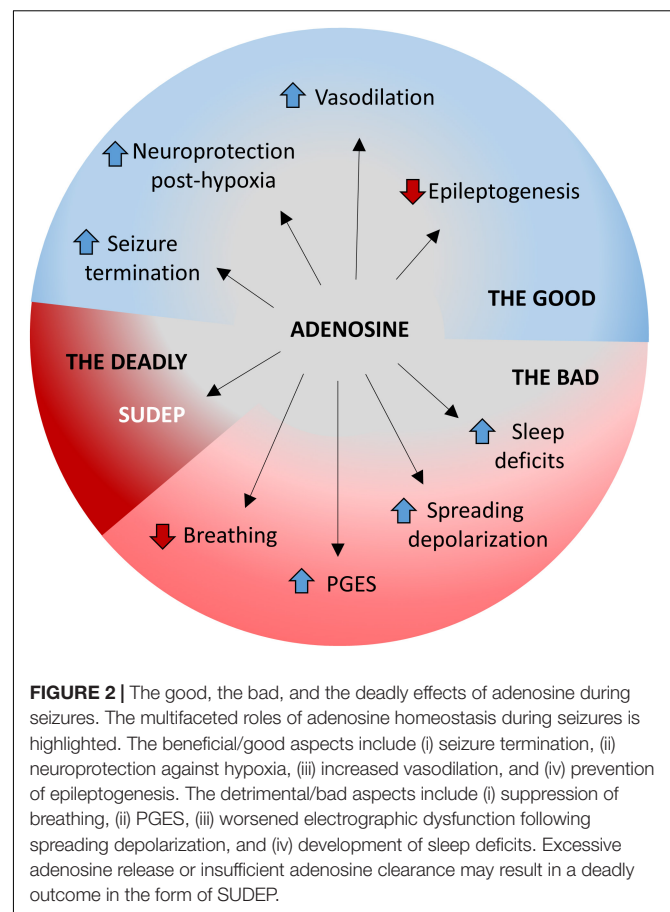 Vasodilation
Neuroprotection
post-hypoxia
Epileptogenesis
Seizure
termination
THE GOOD
ADENOSINE
THE DEADLY
THE BAD
SUDEP
Sleep
deficits
Spreading
depolarization
Breathing
PGES
FIGURE 2 | The good, the bad, and the deadly effects of adenosine during
seizures. The multifaceted roles of adenosine homeostasis during seizures is
highlighted. The beneficial/good aspects include (i) seizure termination, (ii)
neuroprotection against hypoxia, (iii) increased vasodilation, and (iv) prevention
of epileptogenesis. The detrimental/bad aspects include (i) suppression of
breathing, (ii) PGES, (iii) worsened electrographic dysfunction following
spreading depolarization, and (iv) development of sleep deficits. Excessive
adenosine release or insufficient adenosine clearance may result in a deadly
outcome in the form of SUDEP.